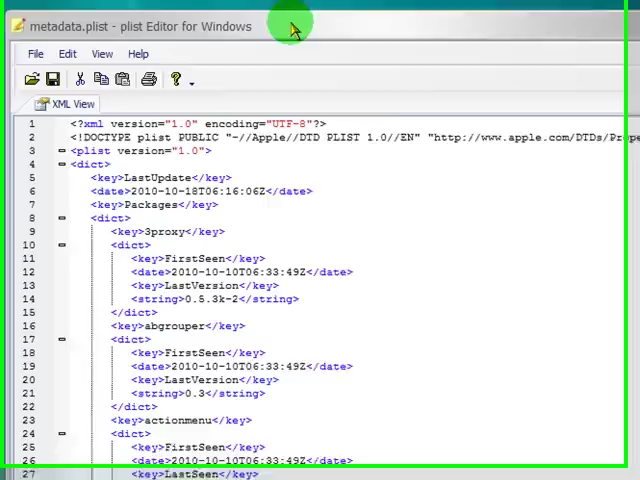 metadata.plist - plist Editor for Windows
File Edit View Help
XML View
1 <?xml version="1.0" encoding="UTF-8"?>
2 <!DOCTYPE plist PUBLIC "-//Apple//DTD PLIST 1.0//EN" "http://www.apple.com/DTDs/Prope
3 <plist version="1.0">
4 <dict>
5 <key>LastUpdate</key>
6 <date>2010-10-18T06:16:06Z</date>
7 <key>Packages</key>
8 <dict>
9 <key>3proxy</key>
10 <dict>
11 <key>FirstSeen</key>
12 <date>2010-10-10T06:33:49Z</date>
13 <key>LastVersion</key>
14 <string>0.5.3k-2</string>
15 </dict>
16 <key>abgrouper</key>
17 <dict>
18 <key>FirstSeen</key>
19 <date>2010-10-10T06:33:49Z</date>
20 <key>LastVersion</key>
21 <string>0.3</string>
22 </dict>
23 <key>actionmenu</key>
24 <dict>
25 <key>FirstSeen</key>
26 <date>2010-10-10T06:33:49Z</date>
27 <key>LastSeen</key>